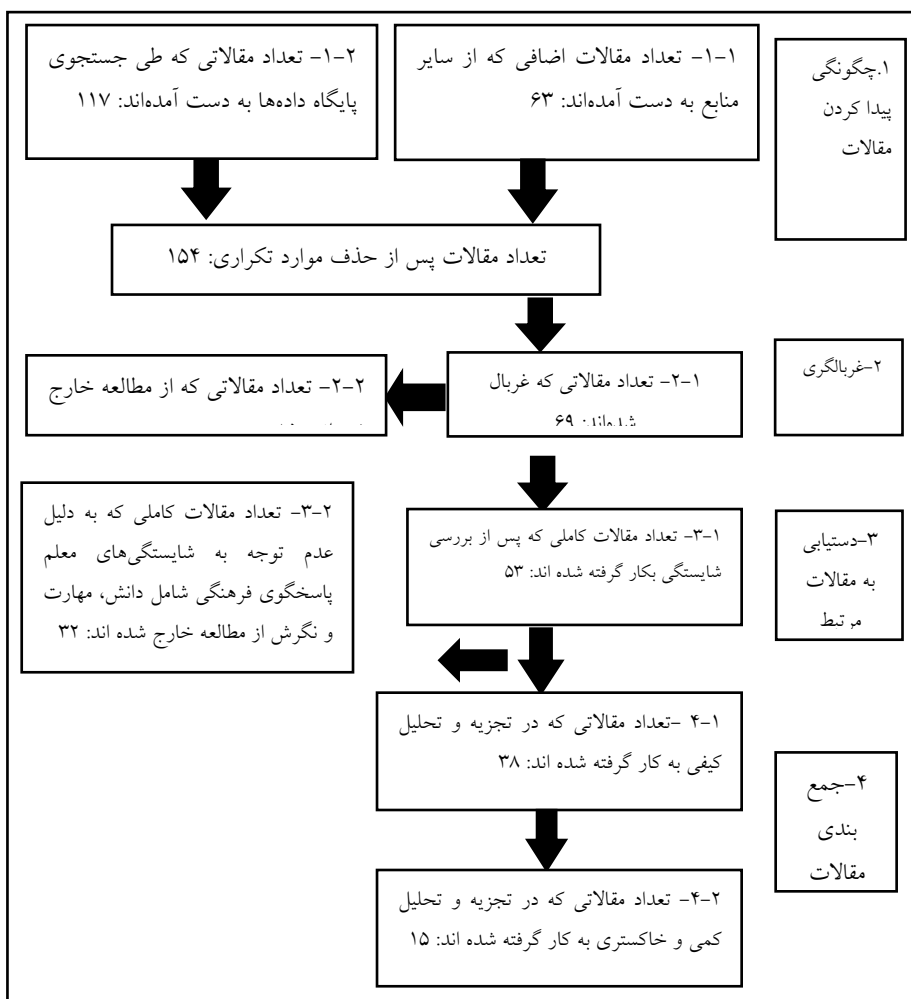 ۱.چگونگی
پیدا کردن
مقالات
۱-۱- تعداد مقالات اضافی که از سایر
منابع به دست آمده‌اند: ۶۳
۱-۲- تعداد مقالاتی که طی جستجوی
پایگاه داده‌ها به دست آمده‌اند: ۱۱۷
تعداد مقالات پس از حذف موارد تکراری: ۱۵۴
۲-غربالگری
۲-۱- تعداد مقالاتی که غربال
شده‌اند: ۶۹
۲-۲- تعداد مقالاتی که از مطالعه خارج
۳-دستیابی
به مقالات
مرتبط
۳-۱- تعداد مقالات کاملی که پس از بررسی
شایستگی بکار گرفته شده اند: ۵۳
۳-۲- تعداد مقالات کاملی که به دلیل
عدم توجه به شایستگی‌های معلم
پاسخگوی فرهنگی شامل دانش، مهارت
و نگرش از مطالعه خارج شده اند: ۳۲
۴-جمع
بندی
مقالات
۴-۱ -تعداد مقالاتی که در تجزیه و تحلیل
کیفی به کار گرفته شده اند: ۳۸
۴-۲- تعداد مقالاتی که در تجزیه و تحلیل
کمی و خاکستری به کار گرفته شده اند: ۱۵